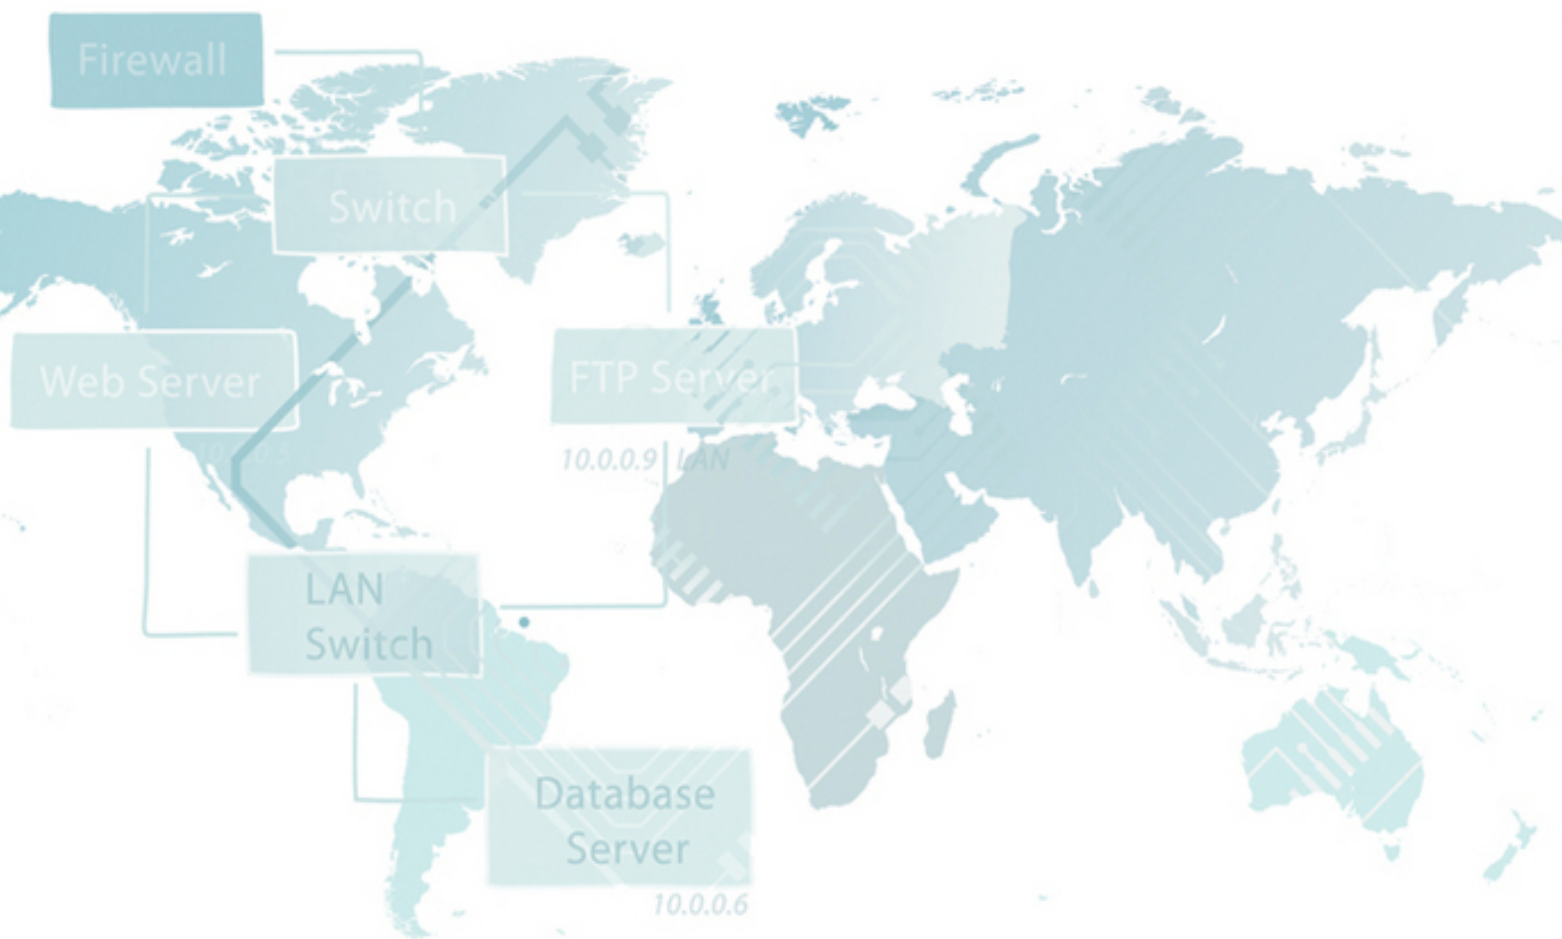 Firewall
Switch
Web Server
FTP Server
10.0.0.9 LAN
LAN
Switch
Database
Server
10.0.0.6